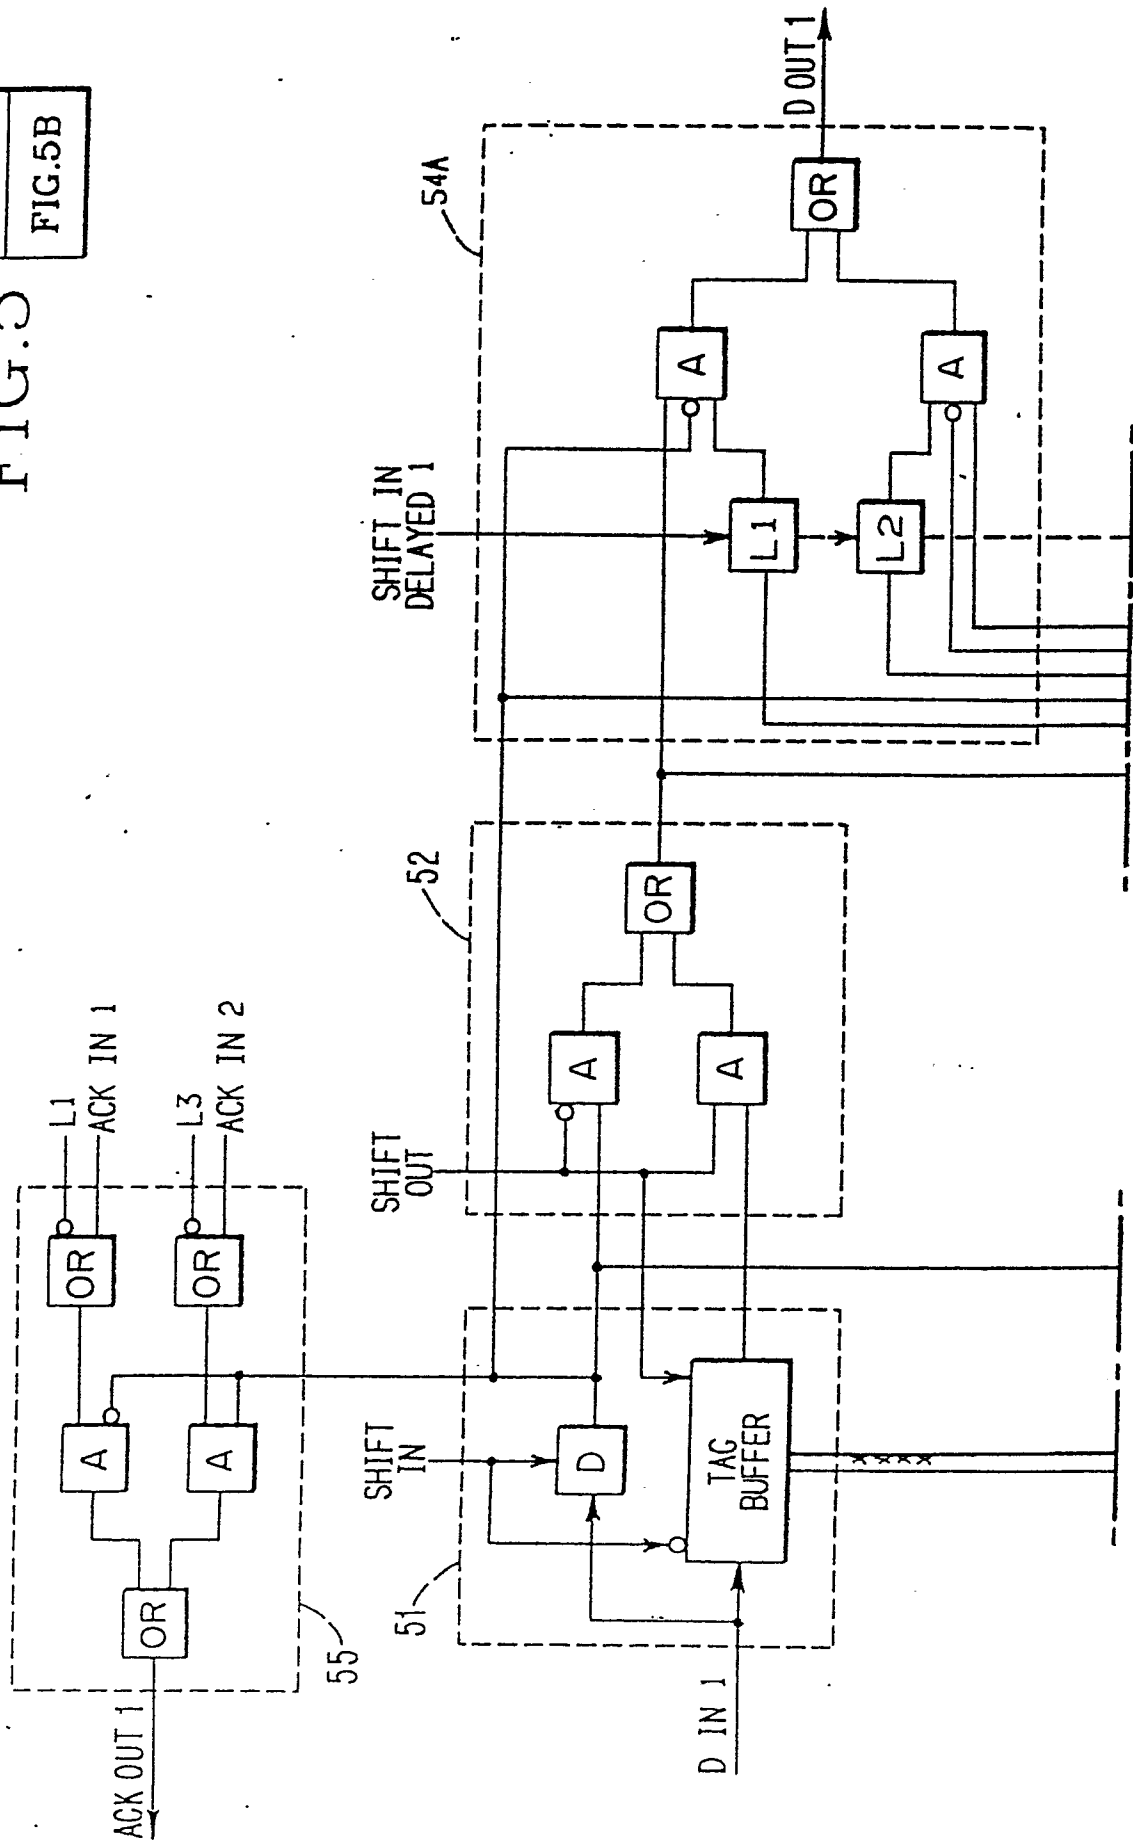 FIG.5
FIG.5B
ACK OUT 1
OR
A
A
OR
OR
L1
ACK IN 1
L3
ACK IN 2
55
51
D IN 1
SHIFT
IN
D
TAG
BUFFER
SHIFT
OUT
52
A
A
OR
SHIFT IN
DELAYED 1
54A
L1
L2
A
A
OR
D OUT 1